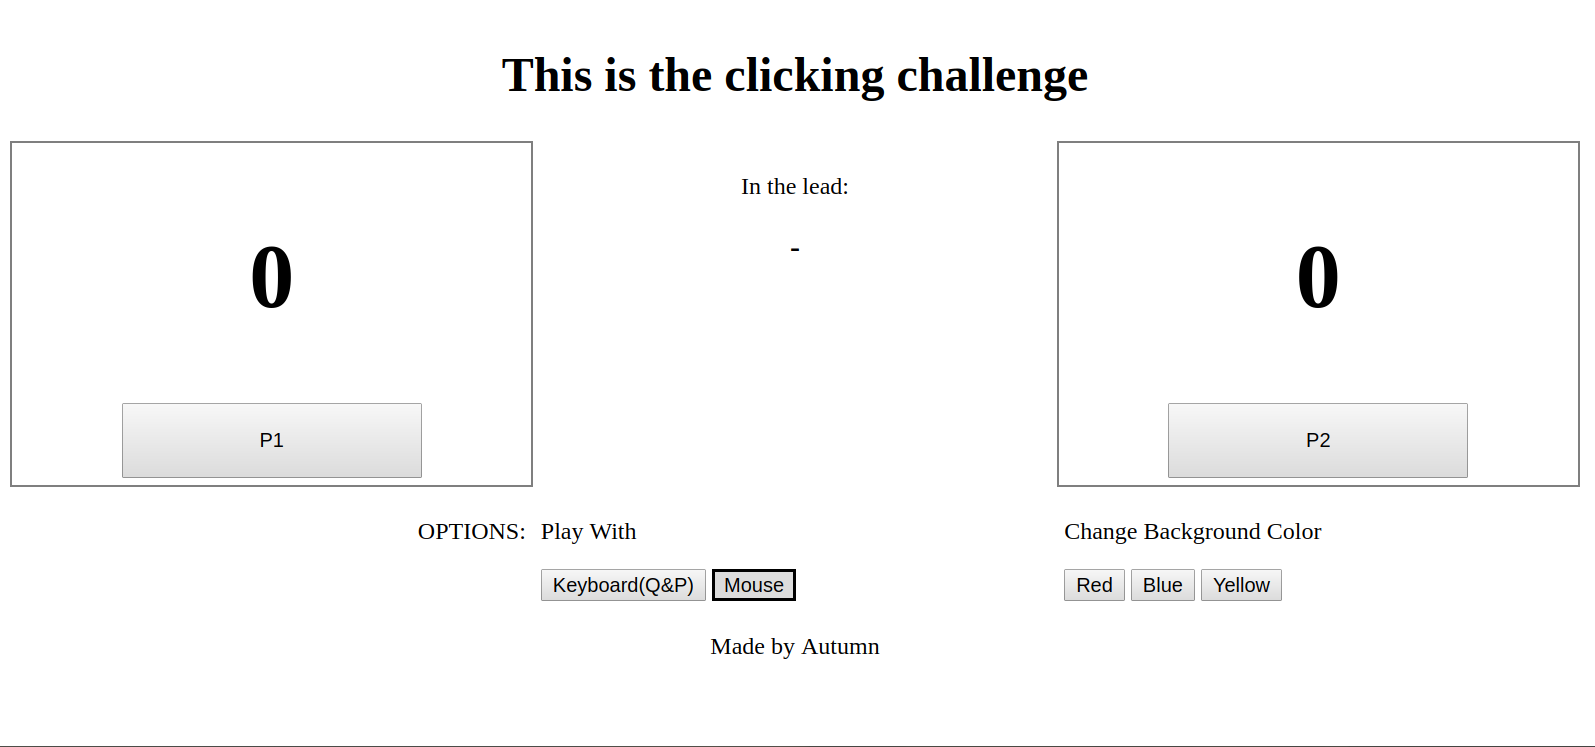 This is the clicking challenge
0
P1
In the lead:
-
0
P2
OPTIONS:
Play With
Keyboard(Q&P) Mouse
Change Background Color
Red Blue Yellow
Made by Autumn